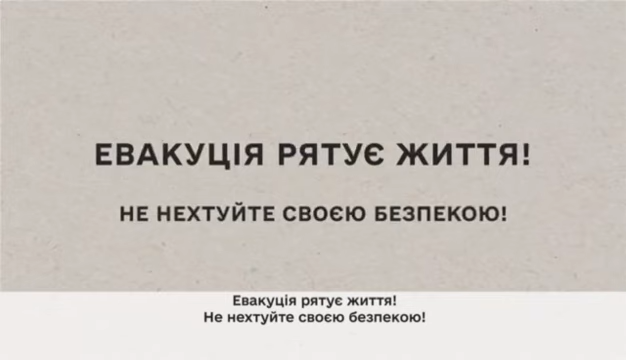 ЕВАКУЦІЯ РЯТУЄ ЖИТТЯ!
НЕ НЕХТУЙТЕ СВОЄЮ БЕЗПЕКОЮ!
Евакуція рятує життя!
Не нехтуйте своєю безпекою!